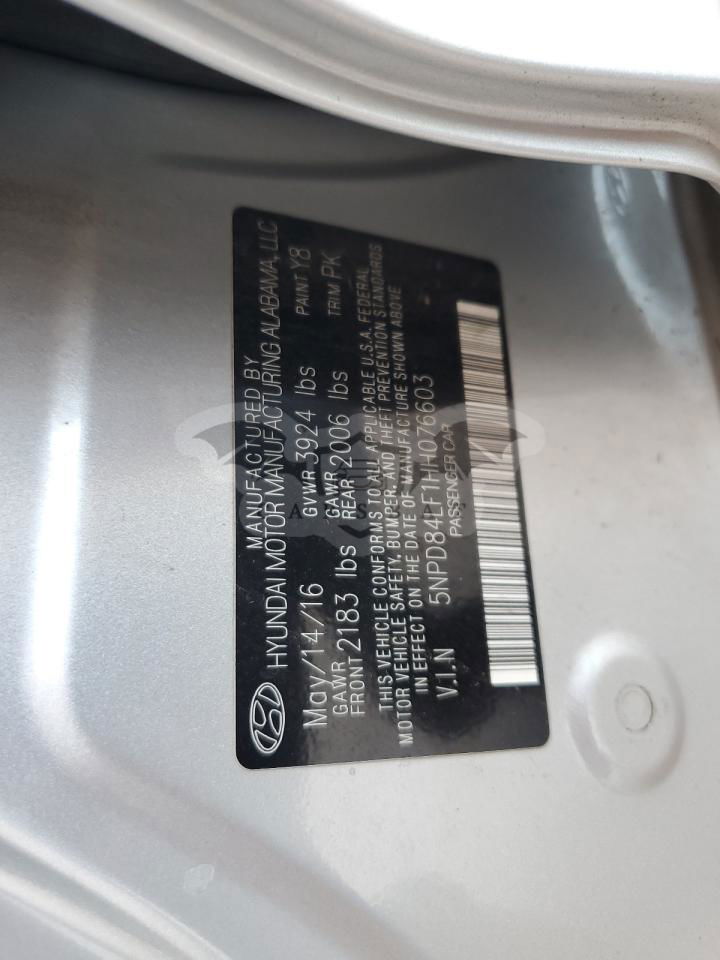 MANUFACTURED BY
HYUNDAI MOTOR MANUFACTURING ALABAMA, LLC
May/14/16 GVWR 3924 lbs PAINT Y8
GAWR FRONT 2183 lbs GAWR REAR 2006 lbs TRIM PK
THIS VEHICLE CONFORMS TO ALL APPLICABLE U.S.A. FEDERAL
MOTOR VEHICLE SAFETY, BUMPER, AND THEFT PREVENTION STANDARDS
IN EFFECT ON THE DATE OF MANUFACTURE SHOWN ABOVE
V.I.N 5NPD84LF1HH076603
PASSENGER CAR